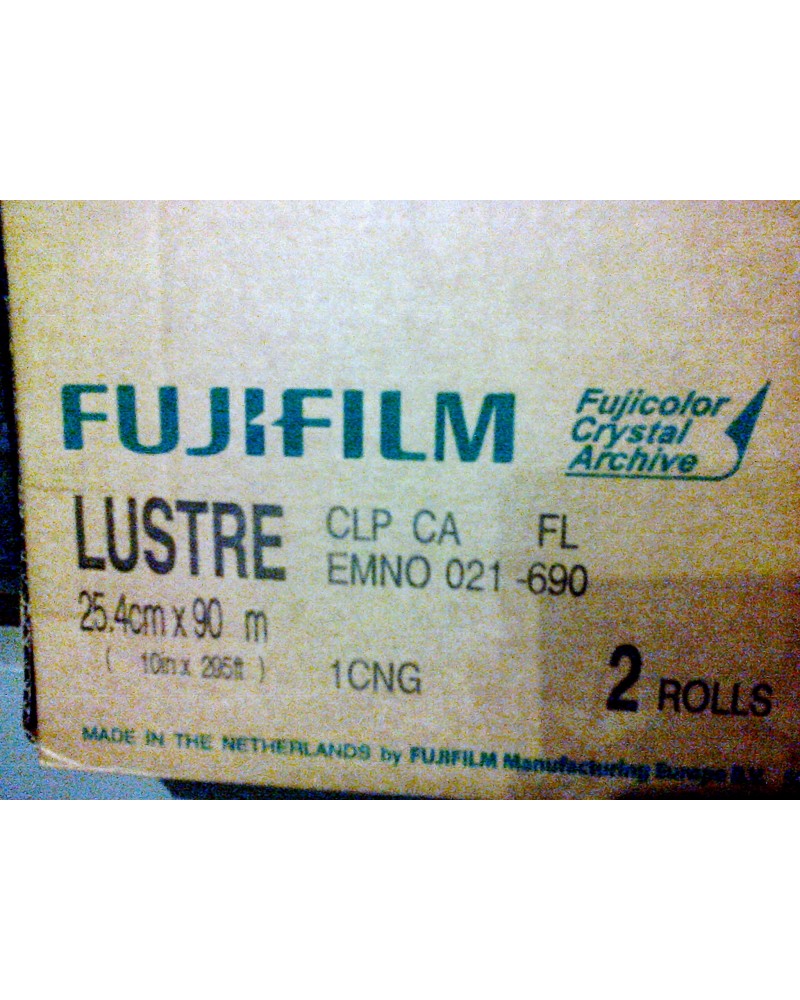 FUJIFILM
Fujicolor
Crystal
Archive
LUSTRE
CLP CA FL
EMNO 021-690
25.4cm x 90 m
( 10in x 295ft )
1CNG
2 ROLLS
MADE IN THE NETHERLANDS by FUJIFILM Manufacturing Europe B.V.